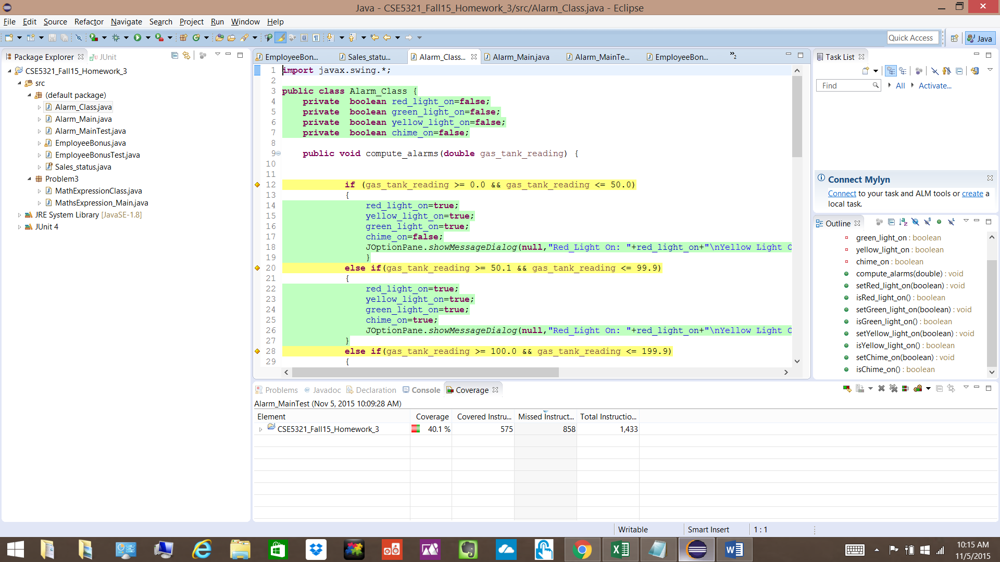 Java - CSE5321_Fall15_Homework_3/src/Alarm_Class.java - Eclipse
File Edit Source Refactor Navigate Search Project Run Window Help
Quick Access
Java
Package Explorer
JUnit
CSE5321_Fall15_Homework_3
src
(default package)
Alarm_Class.java
Alarm_Main.java
Alarm_MainTest.java
EmployeeBonus.java
EmployeeBonusTest.java
Sales_status.java
Problem3
MathExpressionClass.java
MathsExpression_Main.java
JRE System Library [JavaSE-1.8]
JUnit 4
EmployeeBon... Sales_statu... Alarm_Class... Alarm_Main.java Alarm_MainTe... EmployeeBon... »2
1 import javax.swing.*;
2
3 public class Alarm_Class {
4 private boolean red_light_on=false;
5 private boolean green_light_on=false;
6 private boolean yellow_light_on=false;
7 private boolean chime_on=false;
8
9 public void compute_alarms(double gas_tank_reading) {
10
11
12 if (gas_tank_reading >= 0.0 && gas_tank_reading <= 50.0)
13 {
14 red_light_on=true;
15 yellow_light_on=true;
16 green_light_on=true;
17 chime_on=false;
18 JOptionPane.showMessageDialog(null,"Red_Light On: "+red_light_on+"\nYellow Light O
19 }
20 else if(gas_tank_reading >= 50.1 && gas_tank_reading <= 99.9)
21 {
22 red_light_on=true;
23 yellow_light_on=true;
24 green_light_on=true;
25 chime_on=true;
26 JOptionPane.showMessageDialog(null,"Red_Light On: "+red_light_on+"\nYellow Light O
27 }
28 else if(gas_tank_reading >= 100.0 && gas_tank_reading <= 199.9)
29 {
Task List
Find
All
Activate...
Connect Mylyn
Connect to your task and ALM tools or create a
local task.
Outline
green_light_on : boolean
yellow_light_on : boolean
chime_on : boolean
compute_alarms(double) : void
setRed_light_on(boolean) : void
isRed_light_on() : boolean
setGreen_light_on(boolean) : void
isGreen_light_on() : boolean
setYellow_light_on(boolean) : void
isYellow_light_on() : boolean
setChime_on(boolean) : void
isChime_on() : boolean
Problems Javadoc Declaration Console Coverage
Alarm_MainTest (Nov 5, 2015 10:09:28 AM)
Element Coverage Covered Instru... Missed Instruct... Total Instructio...
CSE5321_Fall15_Homework_3 40.1 % 575 858 1,433
Writable Smart Insert 1 : 1
10:15 AM
11/5/2015